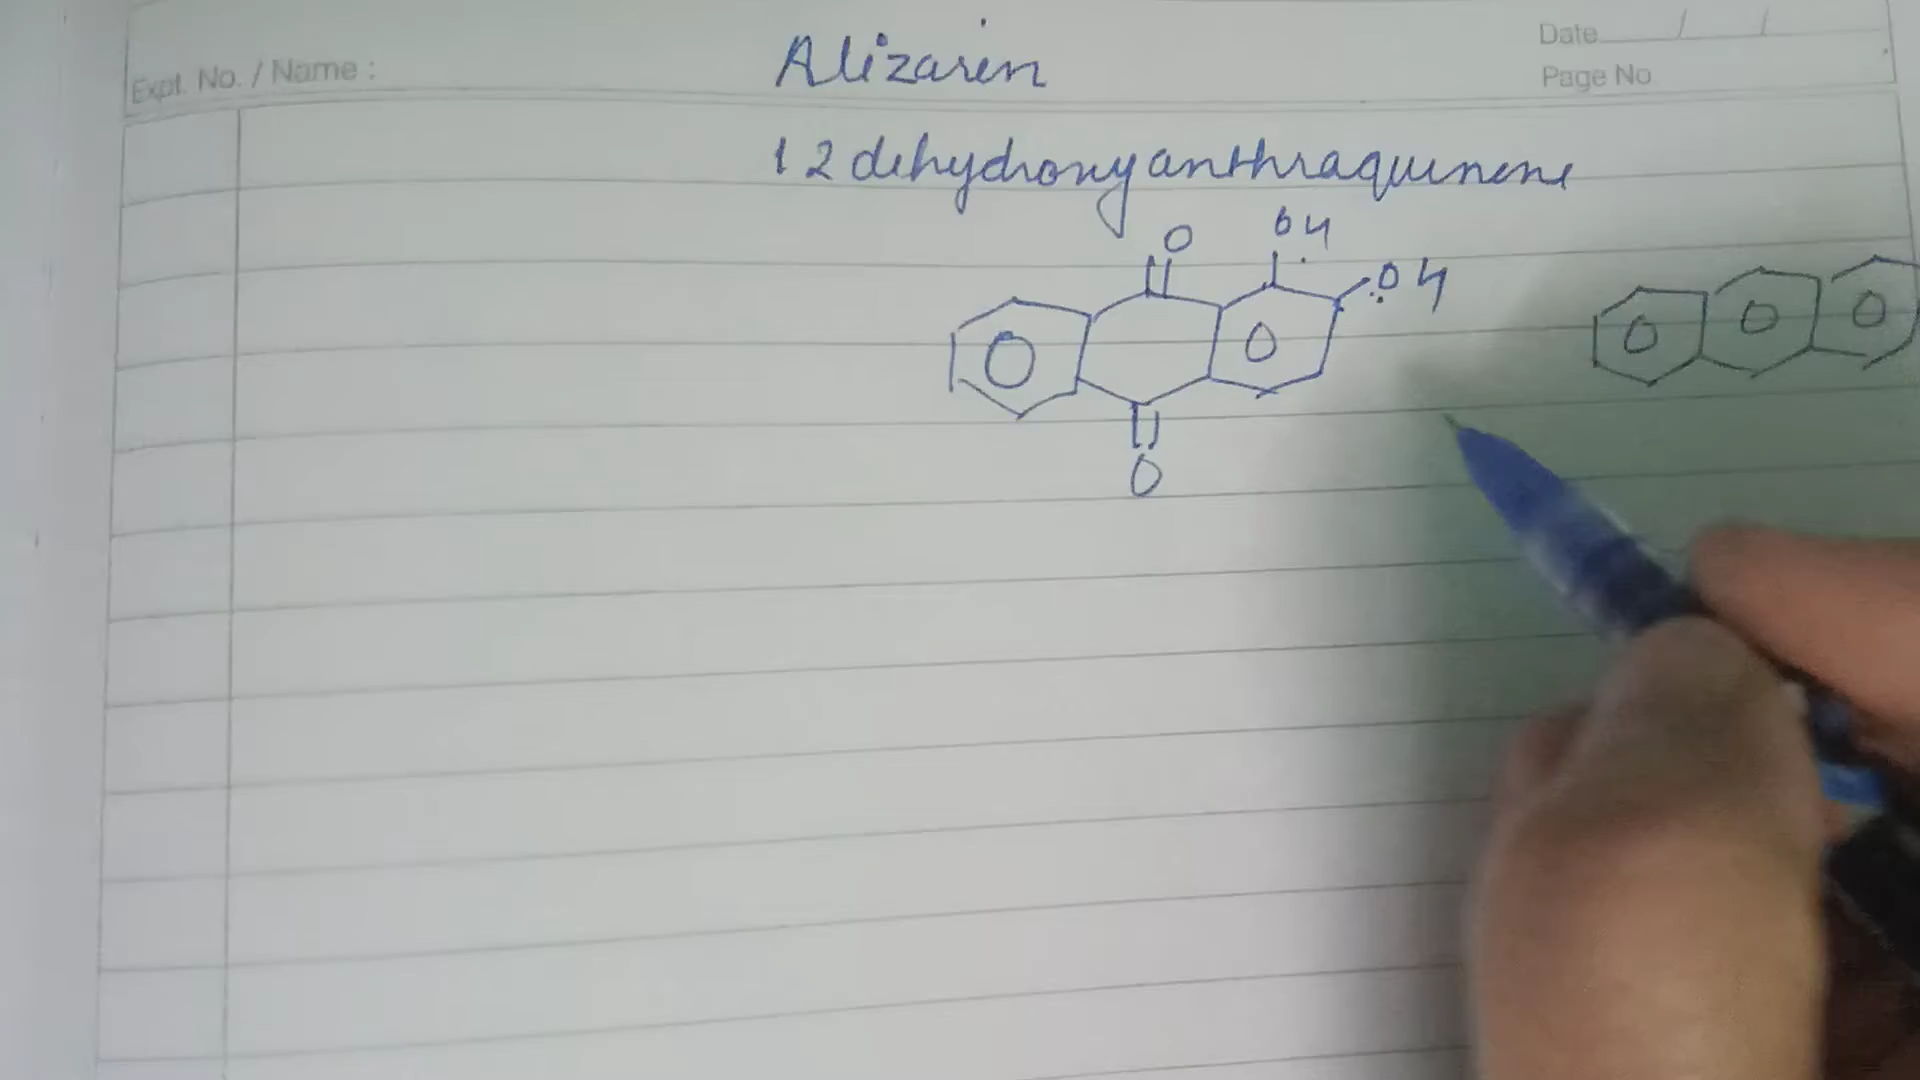 Expt. No. / Name :
Alizarin
Date / /
Page No
1 2 dihydroxyanthraquinone
O
OH
OH
O